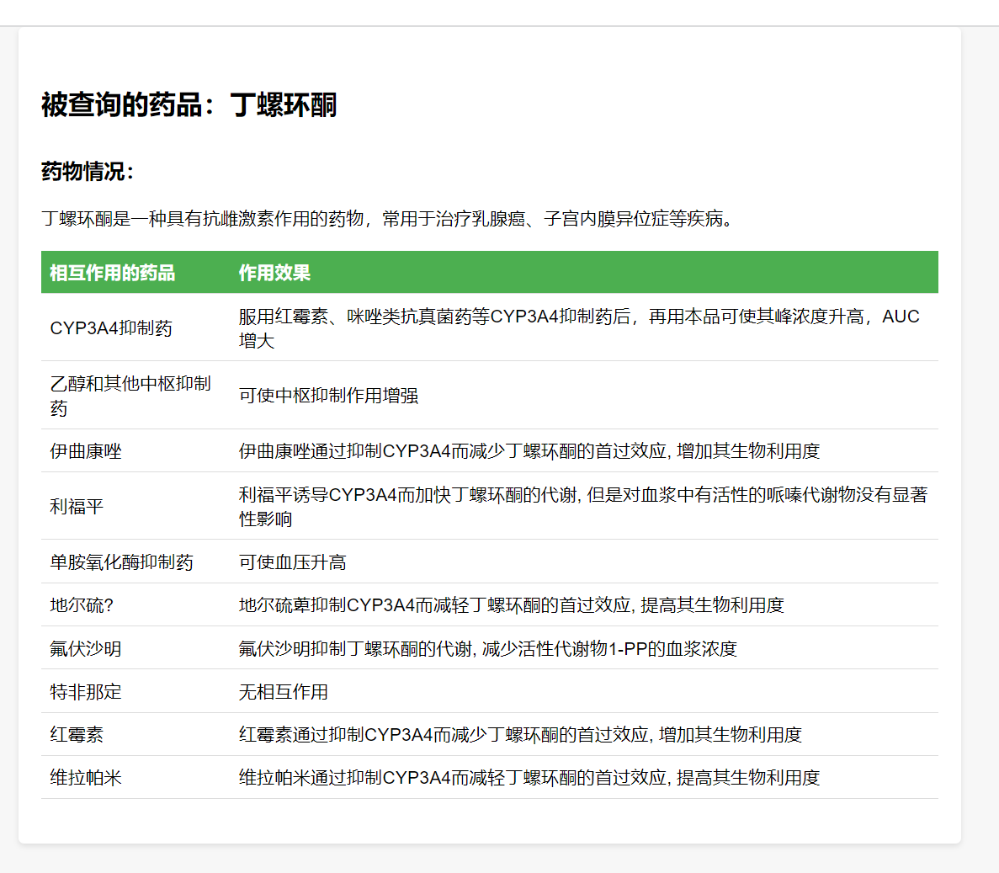 被查询的药品：丁螺环酮
药物情况：
丁螺环酮是一种具有抗雌激素作用的药物，常用于治疗乳腺癌、子宫内膜异位症等疾病。
相互作用的药品 作用效果
CYP3A4抑制药 服用红霉素、咪唑类抗真菌药等CYP3A4抑制药后，再用本品可使其峰浓度升高，AUC
增大
乙醇和其他中枢抑制
药
可使中枢抑制作用增强
伊曲康唑 伊曲康唑通过抑制CYP3A4而减少丁螺环酮的首过效应, 增加其生物利用度
利福平 利福平诱导CYP3A4而加快丁螺环酮的代谢, 但是对血浆中有活性的哌嗪代谢物没有显著
性影响
单胺氧化酶抑制药 可使血压升高
地尔硫? 地尔硫䓬抑制CYP3A4而减轻丁螺环酮的首过效应, 提高其生物利用度
氟伏沙明 氟伏沙明抑制丁螺环酮的代谢, 减少活性代谢物1-PP的血浆浓度
特非那定 无相互作用
红霉素 红霉素通过抑制CYP3A4而减少丁螺环酮的首过效应, 增加其生物利用度
维拉帕米 维拉帕米通过抑制CYP3A4而减轻丁螺环酮的首过效应, 提高其生物利用度